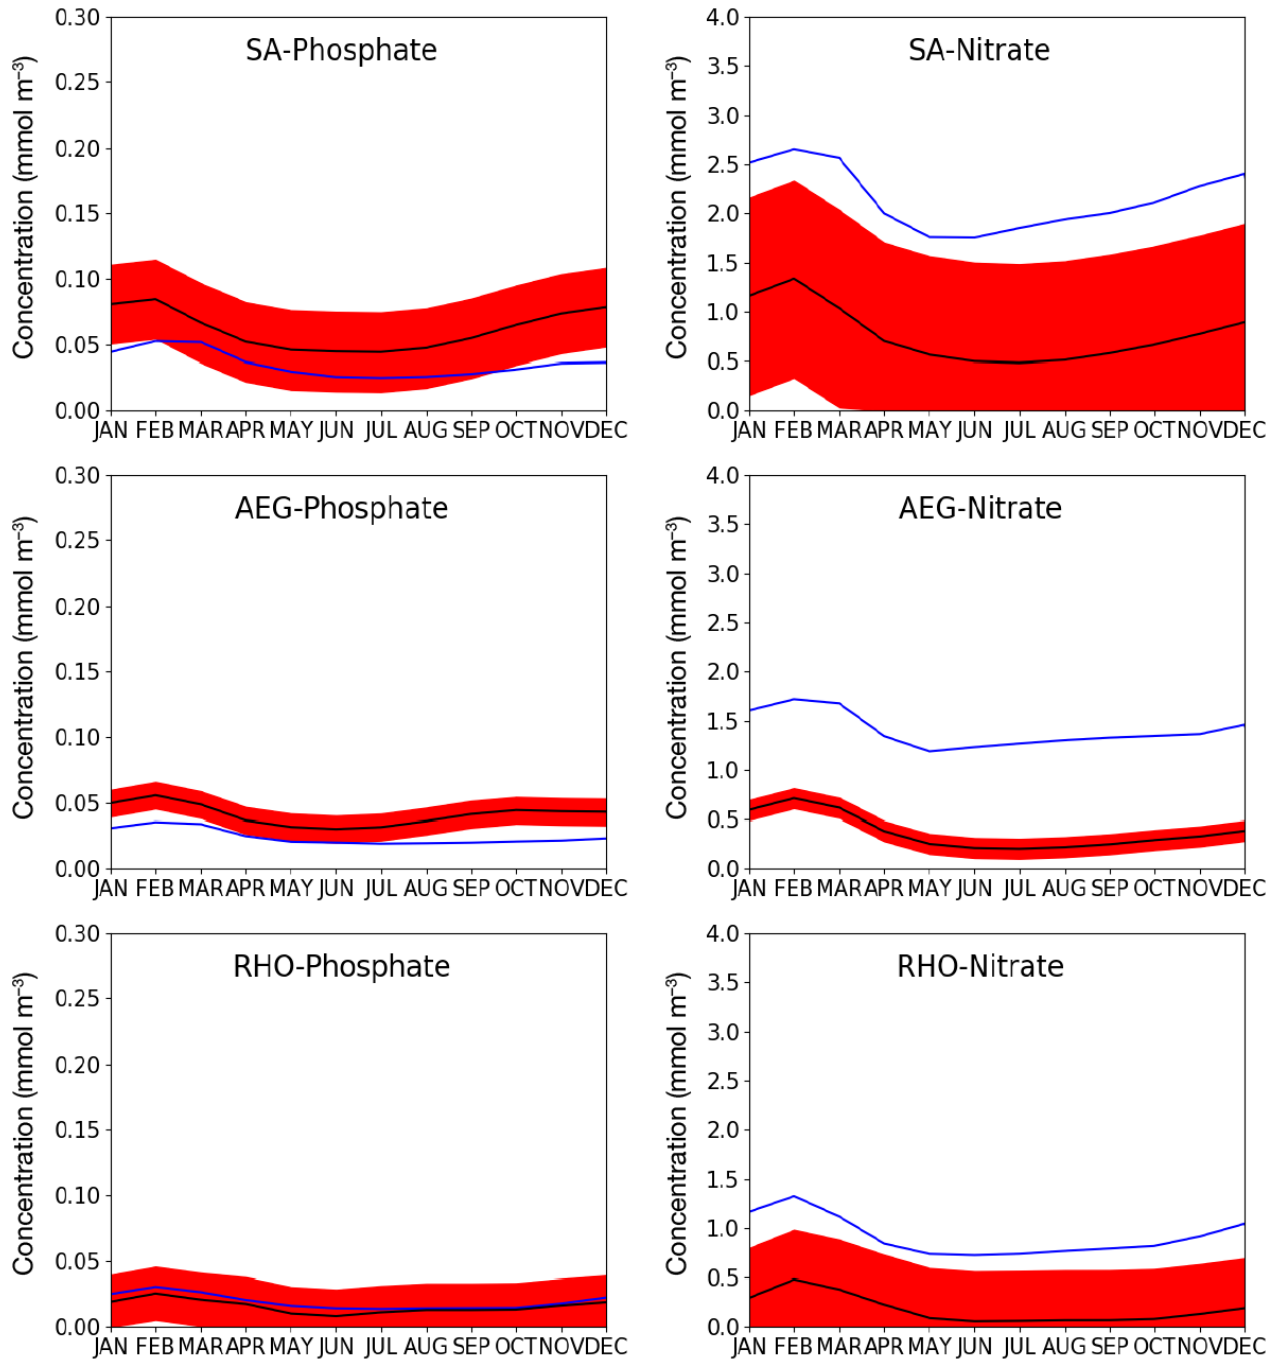 SA-Phosphate
Concentration (mmol m⁻³)
0.30
0.25
0.20
0.15
0.10
0.05
0.00
JAN FEB MAR APR MAY JUN JUL AUG SEP OCT NOV DEC
SA-Nitrate
Concentration (mmol m⁻³)
4.0
3.5
3.0
2.5
2.0
1.5
1.0
0.5
0.0
JAN FEB MAR APR MAY JUN JUL AUG SEP OCT NOV DEC
AEG-Phosphate
Concentration (mmol m⁻³)
0.30
0.25
0.20
0.15
0.10
0.05
0.00
JAN FEB MAR APR MAY JUN JUL AUG SEP OCT NOV DEC
AEG-Nitrate
Concentration (mmol m⁻³)
4.0
3.5
3.0
2.5
2.0
1.5
1.0
0.5
0.0
JAN FEB MAR APR MAY JUN JUL AUG SEP OCT NOV DEC
RHO-Phosphate
Concentration (mmol m⁻³)
0.30
0.25
0.20
0.15
0.10
0.05
0.00
JAN FEB MAR APR MAY JUN JUL AUG SEP OCT NOV DEC
RHO-Nitrate
Concentration (mmol m⁻³)
4.0
3.5
3.0
2.5
2.0
1.5
1.0
0.5
0.0
JAN FEB MAR APR MAY JUN JUL AUG SEP OCT NOV DEC